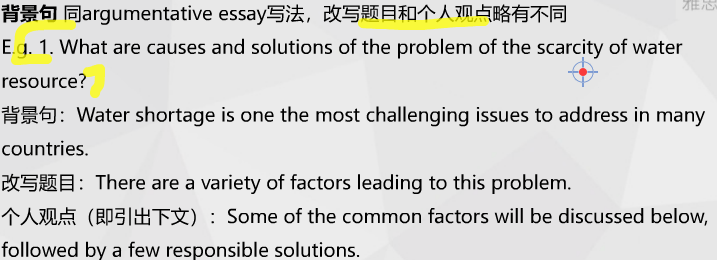 雅思
背景句 同argumentative essay写法，改写题目和个人观点略有不同
E.g. 1. What are causes and solutions of the problem of the scarcity of water
resource?
背景句：Water shortage is one the most challenging issues to address in many
countries.
改写题目：There are a variety of factors leading to this problem.
个人观点（即引出下文）：Some of the common factors will be discussed below,
followed by a few responsible solutions.